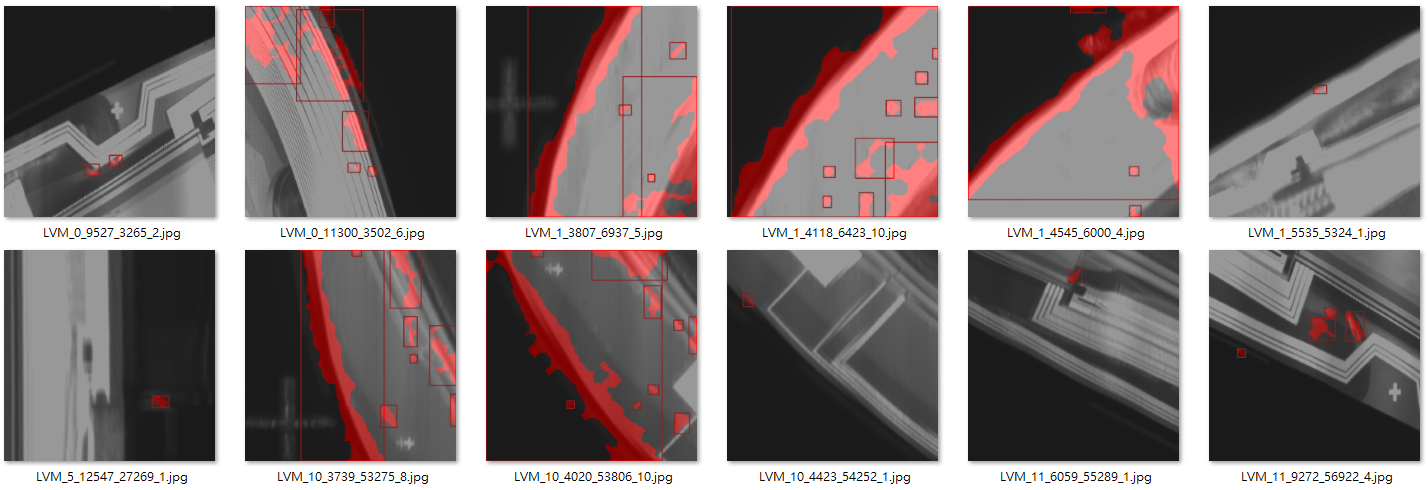 LVM_0_9527_3265_2.jpg
LVM_0_11300_3502_6.jpg
LVM_1_3807_6937_5.jpg
LVM_1_4118_6423_10.jpg
LVM_1_4545_6000_4.jpg
LVM_1_5535_5324_1.jpg
LVM_5_12547_27269_1.jpg
LVM_10_3739_53275_8.jpg
LVM_10_4020_53806_10.jpg
LVM_10_4423_54252_1.jpg
LVM_11_6059_55289_1.jpg
LVM_11_9272_56922_4.jpg